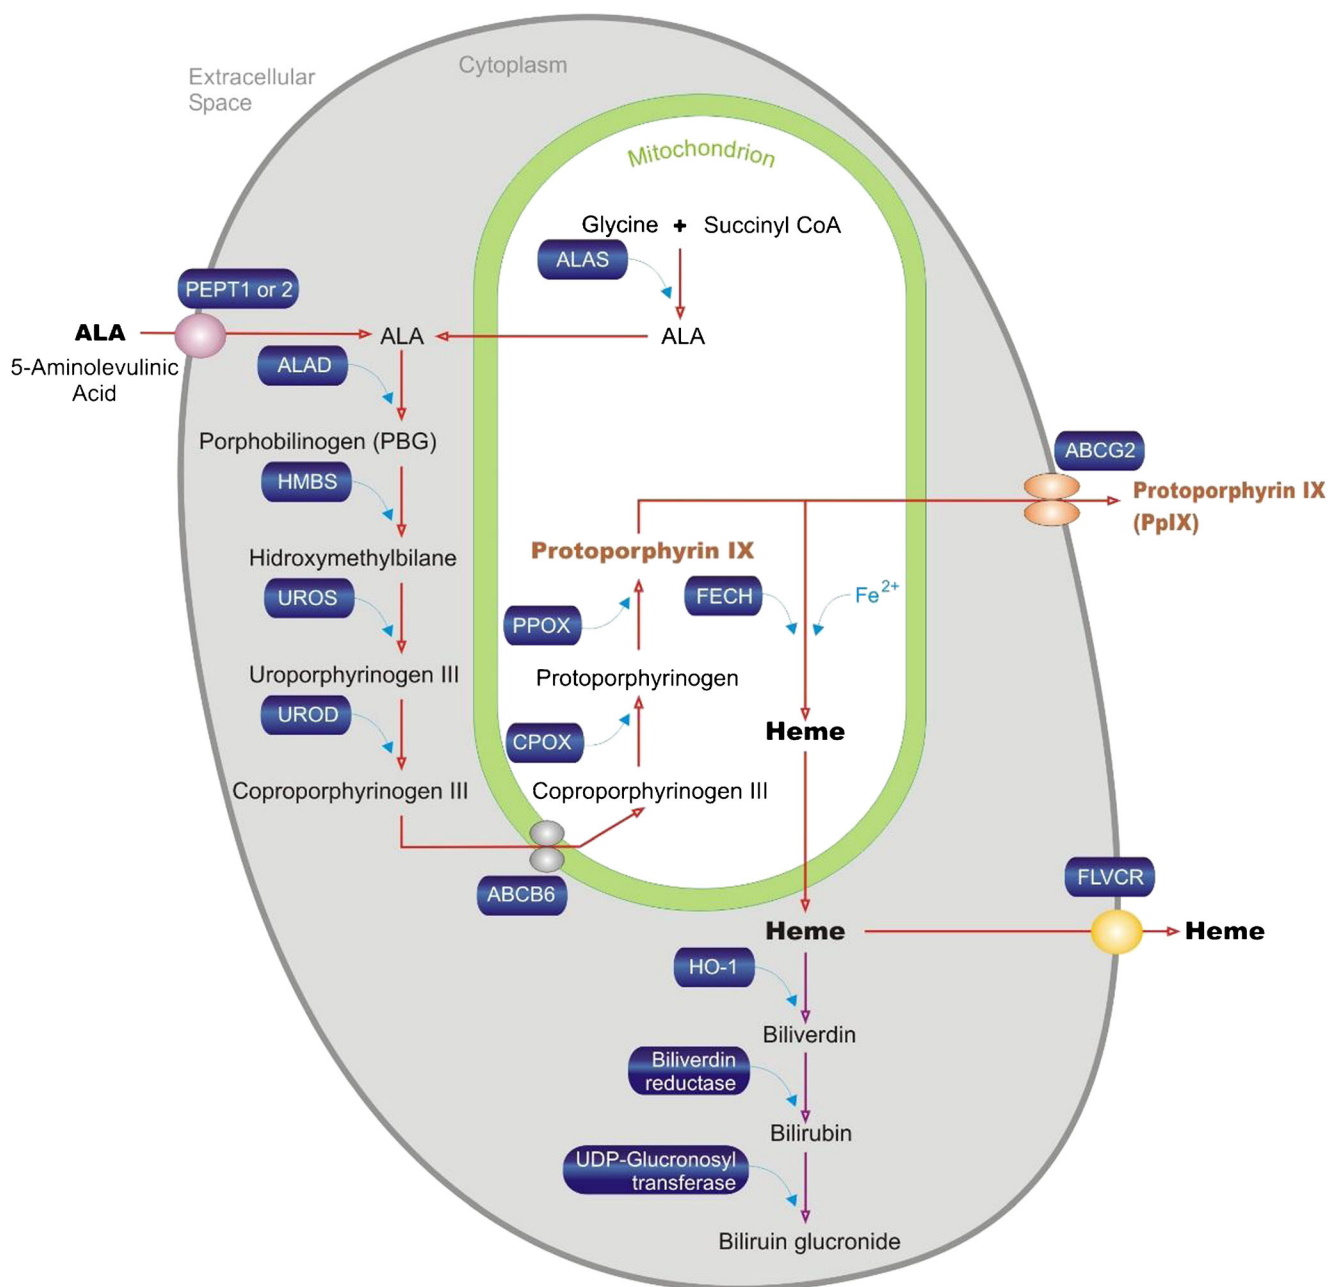 Cytoplasm
Extracellular
Space
Mitochondrion
Glycine + Succinyl CoA
ALAS
PEPT1 or 2
ALA
5-Aminolevulinic
Acid
ALA
ALA
ALAD
Porphobilinogen (PBG)
HMBS
Hidroxymethylbilane
UROS
Uroporphyrinogen III
UROD
Coproporphyrinogen III
ABCB6
Coproporphyrinogen III
CPOX
Protoporphyrinogen
PPOX
Protoporphyrin IX
FECH
Fe2+
ABCG2
Protoporphyrin IX
(PpIX)
Heme
Heme
FLVCR
Heme
HO-1
Biliverdin
Biliverdin
reductase
Bilirubin
UDP-Glucronosyl
transferase
Biliruin glucronide